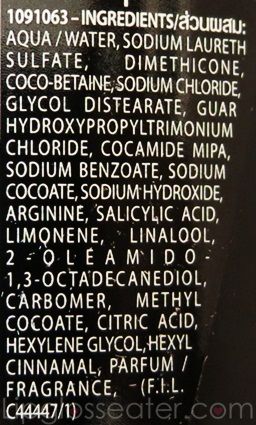 1091063 – INGREDIENTS/ส่วนผสม:
AQUA / WATER, SODIUM LAURETH
SULFATE, DIMETHICONE,
COCO-BETAINE, SODIUM CHLORIDE,
GLYCOL DISTEARATE, GUAR
HYDROXYPROPYLTRIMONIUM
CHLORIDE, COCAMIDE MIPA,
SODIUM BENZOATE, SODIUM
COCOATE, SODIUM HYDROXIDE,
ARGININE, SALICYLIC ACID,
LIMONENE, LINALOOL,
2-OLEAMIDO-
1,3-OCTADECANEDIOL,
CARBOMER, METHYL
COCOATE, CITRIC ACID,
HEXYLENE GLYCOL, HEXYL
CINNAMAL, PARFUM /
FRAGRANCE, (F.I.L.
C44447/1)
lipglosseater.com